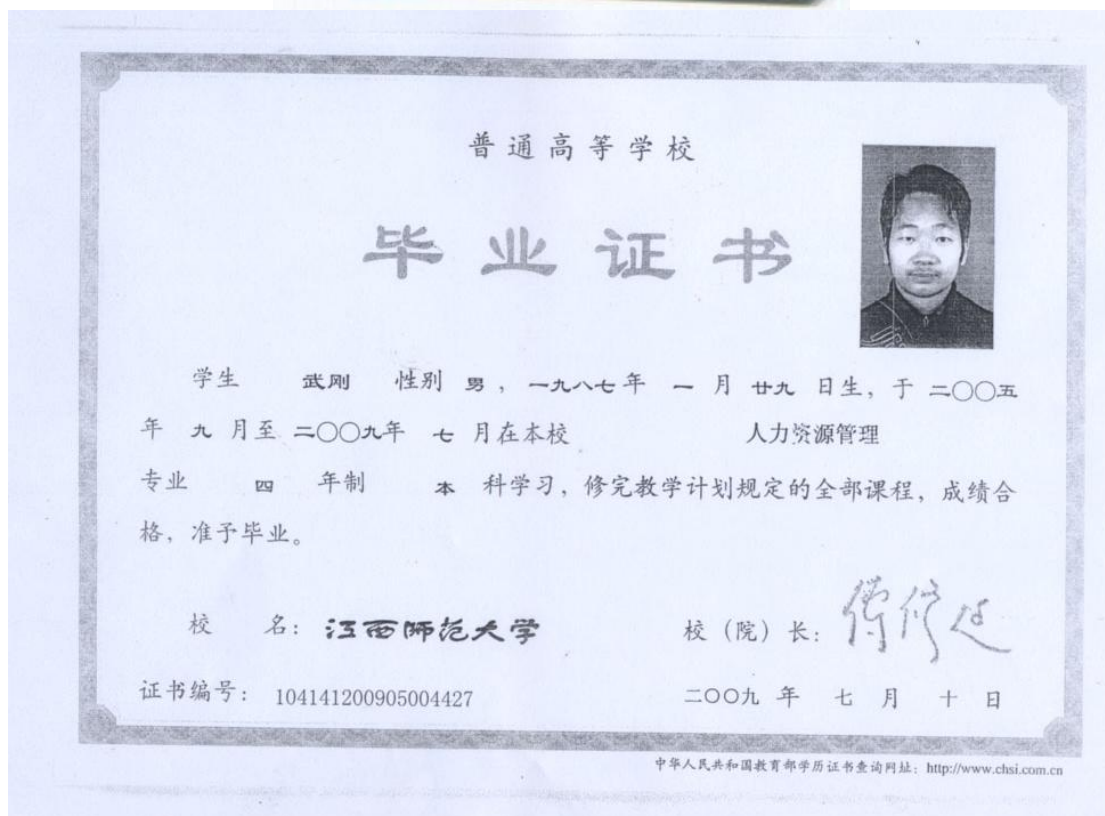 普通高等学校
毕业证书
学生 武刚 性别 男，一九八七年 一 月 廿九 日生，于 二〇〇五
年 九 月至 二〇〇九年 七 月在本校 人力资源管理
专业 四 年制 本 科学习，修完教学计划规定的全部课程，成绩合
格，准予毕业。
校 名：江西师范大学 校（院）长：傅修延
证书编号：104141200905004427 二〇〇九 年 七 月 十 日
中华人民共和国教育部学历证书查询网址：http://www.chsi.com.cn